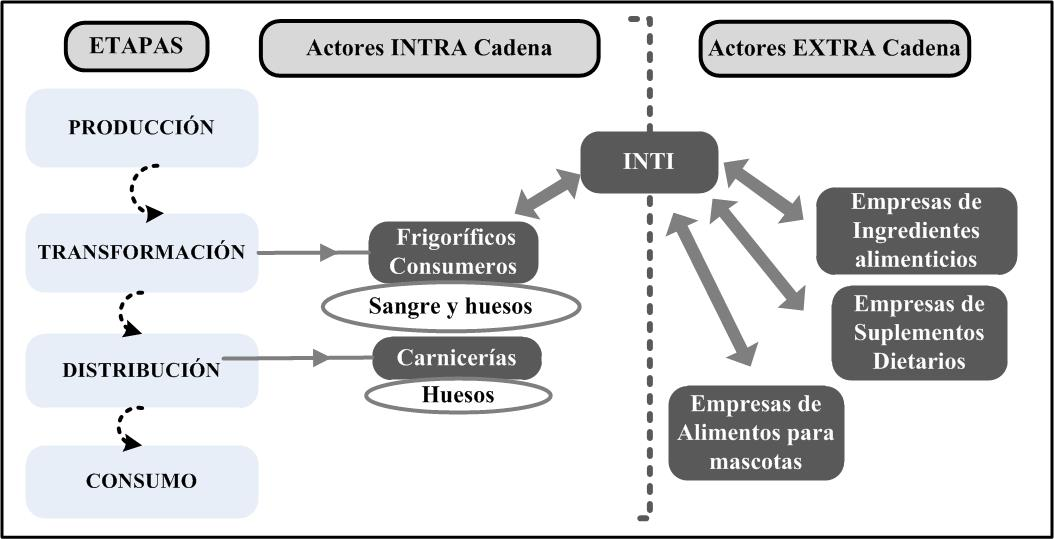 ETAPAS
Actores INTRA Cadena
Actores EXTRA Cadena
PRODUCCIÓN
INTI
TRANSFORMACIÓN
Frigoríficos
Consumeros
Sangre y huesos
Empresas de
Ingredientes
alimenticios
Empresas de
Suplementos
Dietarios
DISTRIBUCIÓN
Carnicerías
Huesos
Empresas de
Alimentos para
mascotas
CONSUMO